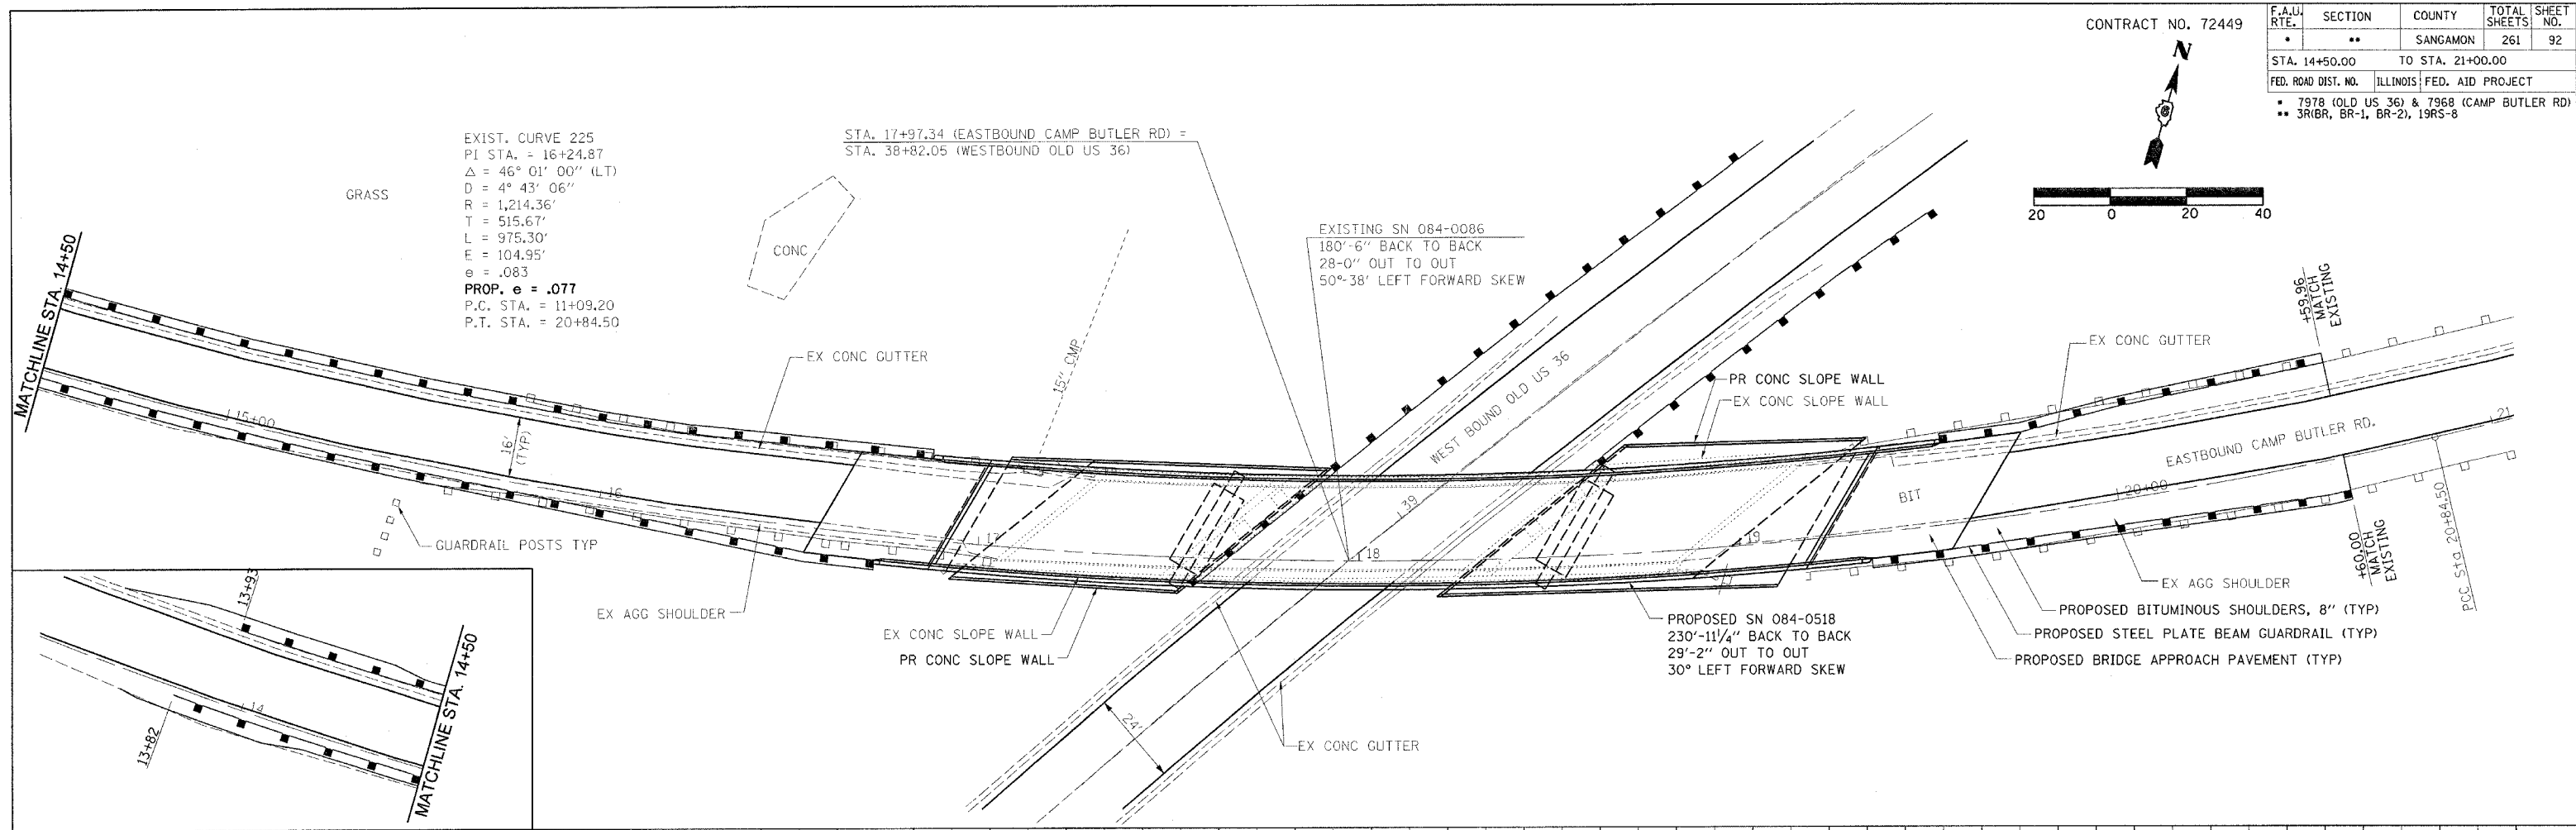 CONTRACT NO. 72449
F.A.U. RTE. SECTION COUNTY TOTAL SHEETS SHEET NO.
* ** SANGAMON 261 92
STA. 14+50.00 TO STA. 21+00.00
FED. ROAD DIST. NO. ILLINOIS FED. AID PROJECT
* 7978 (OLD US 36) & 7968 (CAMP BUTLER RD)
** 3R(BR, BR-1, BR-2), 19RS-8
N
20 0 20 40
EXIST. CURVE 225
PI STA. = 16+24.87
Δ = 46° 01' 00" (LT)
D = 4° 43' 06"
R = 1,214.36'
T = 515.67'
L = 975.30'
E = 104.95'
e = .083
PROP. e = .077
P.C. STA. = 11+09.20
P.T. STA. = 20+84.50
GRASS
CONC
STA. 17+97.34 (EASTBOUND CAMP BUTLER RD) =
STA. 38+82.05 (WESTBOUND OLD US 36)
EXISTING SN 084-0086
180'-6" BACK TO BACK
28-0" OUT TO OUT
50°-38' LEFT FORWARD SKEW
MATCHLINE STA. 14+50
15+00
16' (TYP)
EX CONC GUTTER
15" CMP
16
17
18
39
19
WEST BOUND OLD US 36
PR CONC SLOPE WALL
EX CONC SLOPE WALL
EX CONC GUTTER
+59.96
MATCH
EXISTING
EASTBOUND CAMP BUTLER RD.
21
BIT
20+00
GUARDRAIL POSTS TYP
EX AGG SHOULDER
EX CONC SLOPE WALL
PR CONC SLOPE WALL
PROPOSED SN 084-0518
230'-11 1/4" BACK TO BACK
29'-2" OUT TO OUT
30° LEFT FORWARD SKEW
EX AGG SHOULDER
PROPOSED BITUMINOUS SHOULDERS, 8" (TYP)
PROPOSED STEEL PLATE BEAM GUARDRAIL (TYP)
PROPOSED BRIDGE APPROACH PAVEMENT (TYP)
+60.00
MATCH
EXISTING
PCC Sta 20+84.50
24'
EX CONC GUTTER
13+93
14
13+82
MATCHLINE STA. 14+50